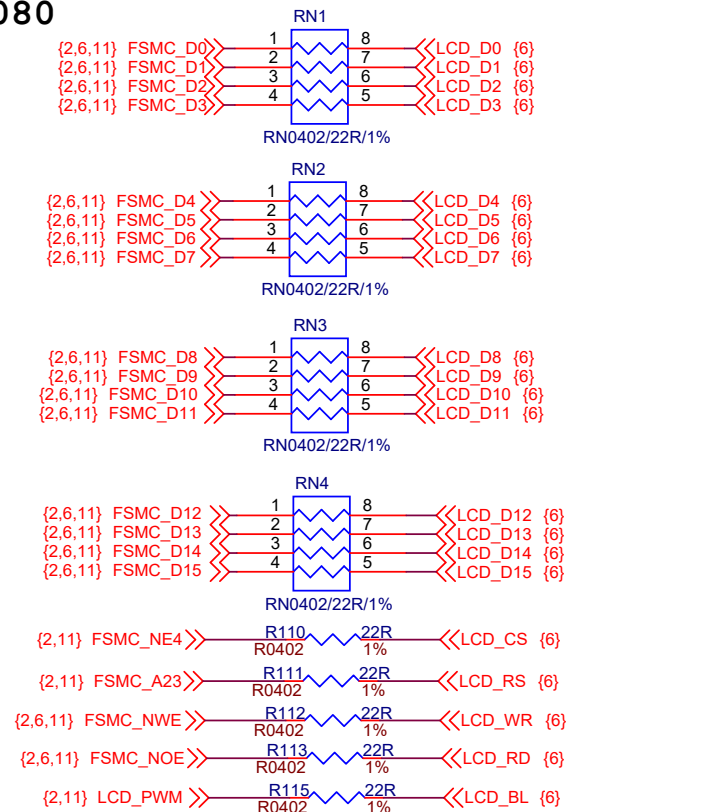 080
RN1
{2,6,11} FSMC_D0 1 8 LCD_D0 {6}
{2,6,11} FSMC_D1 2 7 LCD_D1 {6}
{2,6,11} FSMC_D2 3 6 LCD_D2 {6}
{2,6,11} FSMC_D3 4 5 LCD_D3 {6}
RN0402/22R/1%
RN2
{2,6,11} FSMC_D4 1 8 LCD_D4 {6}
{2,6,11} FSMC_D5 2 7 LCD_D5 {6}
{2,6,11} FSMC_D6 3 6 LCD_D6 {6}
{2,6,11} FSMC_D7 4 5 LCD_D7 {6}
RN0402/22R/1%
RN3
{2,6,11} FSMC_D8 1 8 LCD_D8 {6}
{2,6,11} FSMC_D9 2 7 LCD_D9 {6}
{2,6,11} FSMC_D10 3 6 LCD_D10 {6}
{2,6,11} FSMC_D11 4 5 LCD_D11 {6}
RN0402/22R/1%
RN4
{2,6,11} FSMC_D12 1 8 LCD_D12 {6}
{2,6,11} FSMC_D13 2 7 LCD_D13 {6}
{2,6,11} FSMC_D14 3 6 LCD_D14 {6}
{2,6,11} FSMC_D15 4 5 LCD_D15 {6}
RN0402/22R/1%
{2,11} FSMC_NE4 R110 22R LCD_CS {6}
R0402 1%
{2,11} FSMC_A23 R111 22R LCD_RS {6}
R0402 1%
{2,6,11} FSMC_NWE R112 22R LCD_WR {6}
R0402 1%
{2,6,11} FSMC_NOE R113 22R LCD_RD {6}
R0402 1%
{2,11} LCD_PWM R115 22R LCD_BL {6}
R0402 1%